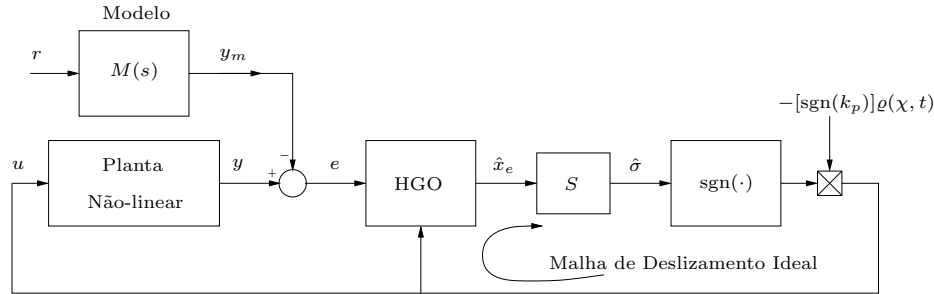 Modelo
r
M(s)
y_m
−[sgn(k_p)]ϱ(χ, t)
u
Planta
Não-linear
y
+
−
e
HGO
x̂_e
S
σ̂
sgn(·)
Malha de Deslizamento Ideal